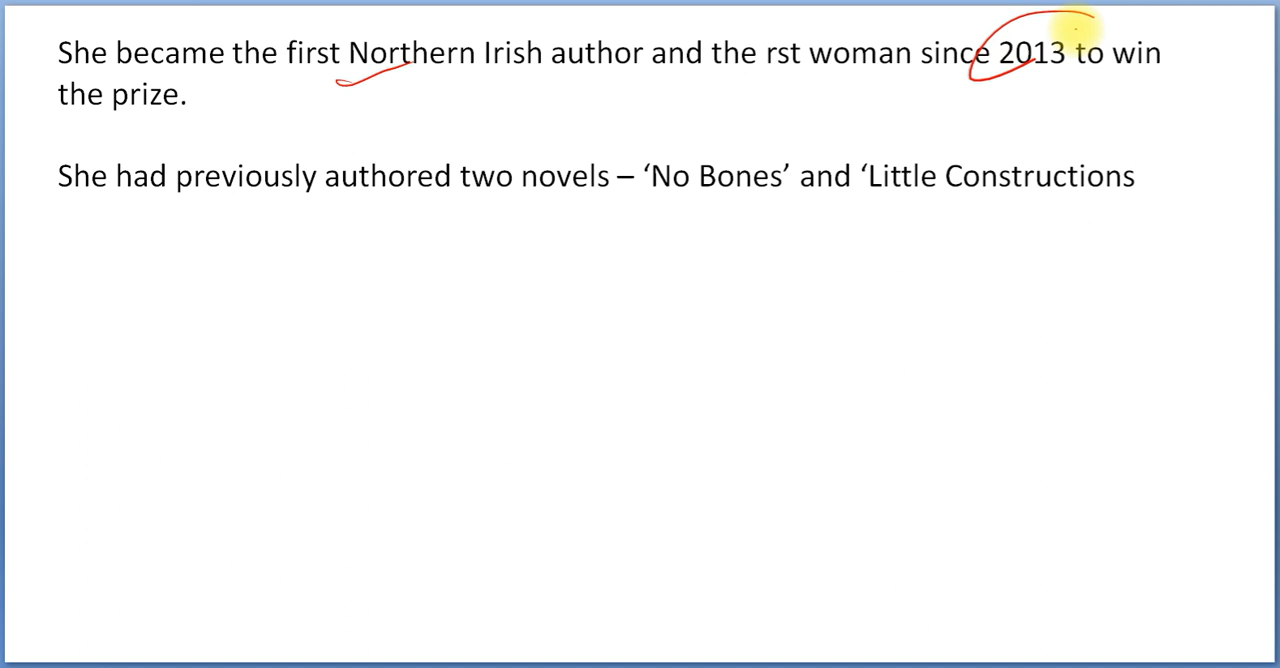 She became the first Northern Irish author and the rst woman since 2013 to win
the prize.
She had previously authored two novels – ‘No Bones’ and ‘Little Constructions